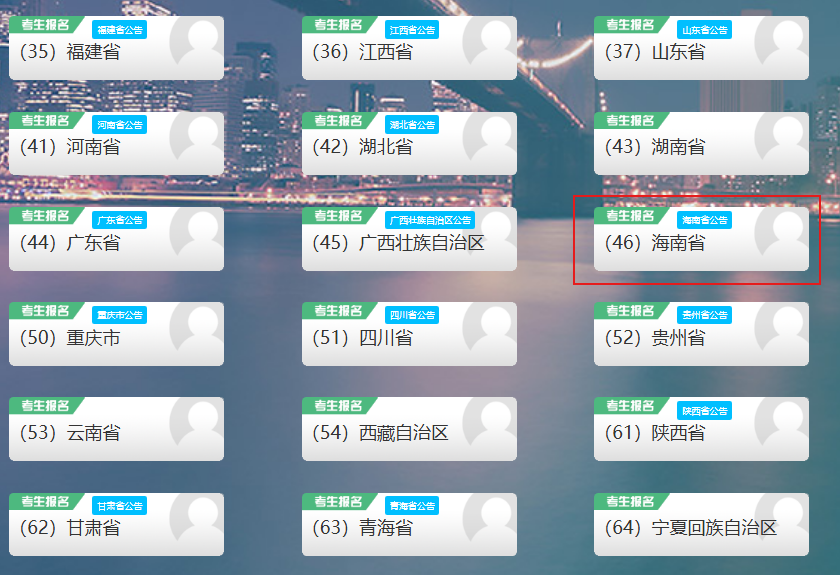 考生报名 福建省公告
(35) 福建省
考生报名 江西省公告
(36) 江西省
考生报名 山东省公告
(37) 山东省
考生报名 河南省公告
(41) 河南省
考生报名 湖北省公告
(42) 湖北省
考生报名
(43) 湖南省
考生报名 广东省公告
(44) 广东省
考生报名 广西壮族自治区公告
(45) 广西壮族自治区
考生报名 海南省公告
(46) 海南省
考生报名 重庆市公告
(50) 重庆市
考生报名 四川省公告
(51) 四川省
考生报名 贵州省公告
(52) 贵州省
考生报名
(53) 云南省
考生报名
(54) 西藏自治区
考生报名 陕西省公告
(61) 陕西省
考生报名 甘肃省公告
(62) 甘肃省
考生报名 青海省公告
(63) 青海省
考生报名
(64) 宁夏回族自治区